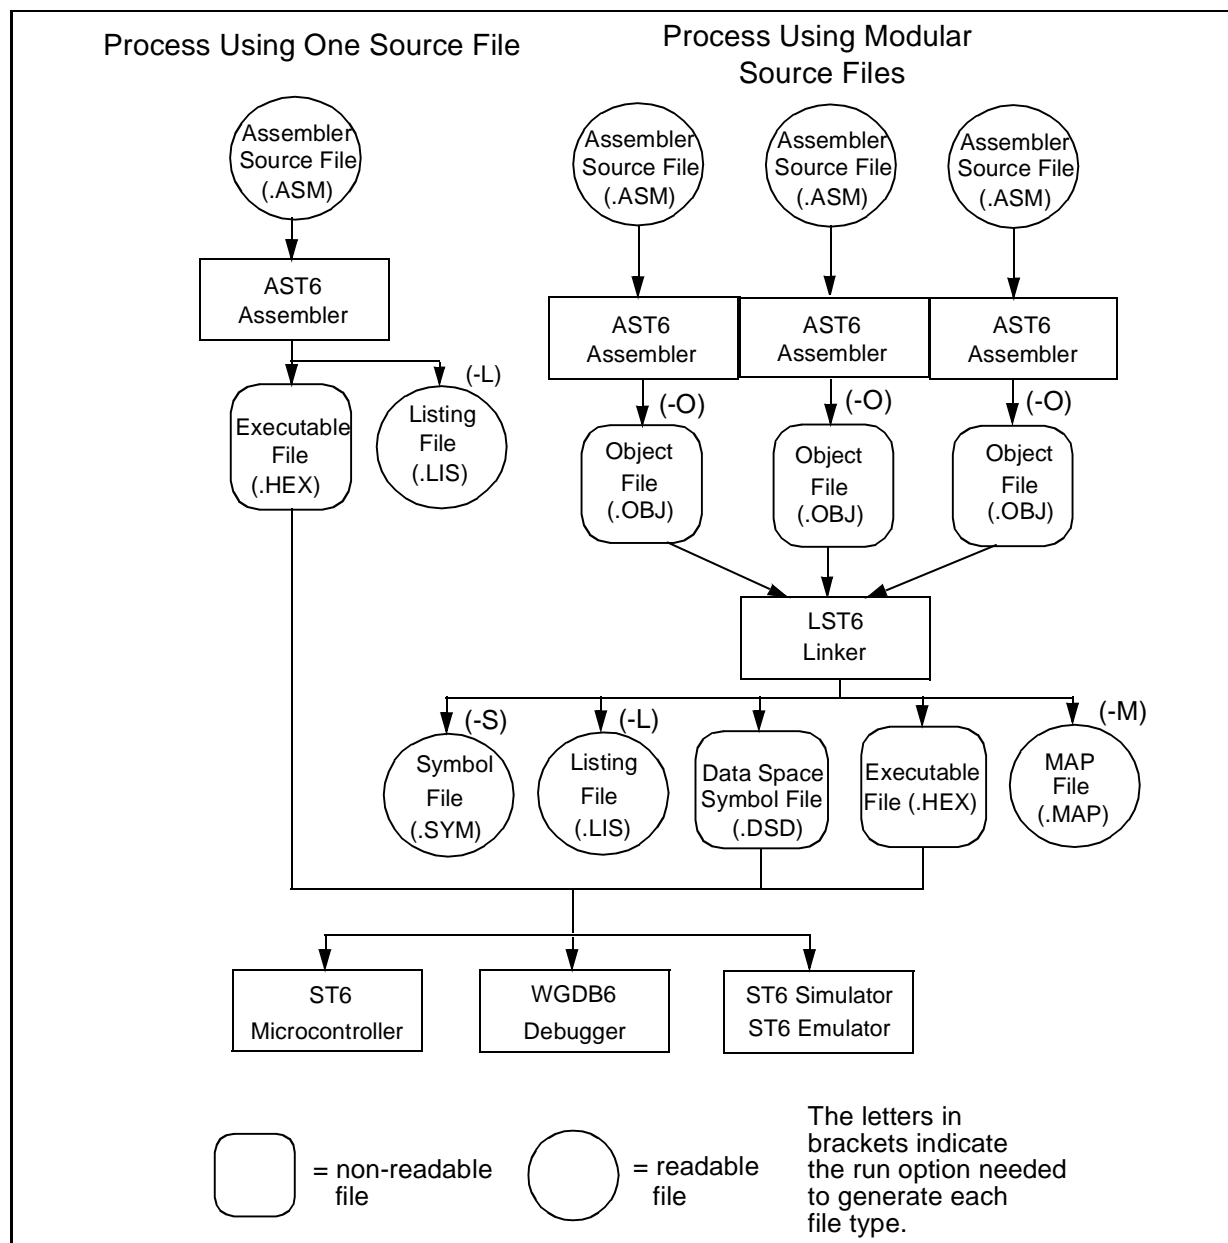 Process Using One Source File
Process Using Modular
Source Files
Assembler
Source File
(.ASM)
Assembler
Source File
(.ASM)
Assembler
Source File
(.ASM)
Assembler
Source File
(.ASM)
AST6
Assembler
AST6
Assembler
AST6
Assembler
AST6
Assembler
(-L)
Executable
File
(.HEX)
Listing
File
(.LIS)
(-O)
(-O)
(-O)
Object
File
(.OBJ)
Object
File
(.OBJ)
Object
File
(.OBJ)
LST6
Linker
(-S)
(-L)
(-M)
Symbol
File
(.SYM)
Listing
File
(.LIS)
Data Space
Symbol File
(.DSD)
Executable
File (.HEX)
MAP
File
(.MAP)
ST6
Microcontroller
WGDB6
Debugger
ST6 Simulator
ST6 Emulator
= non-readable
file
= readable
file
The letters in
brackets indicate
the run option needed
to generate each
file type.